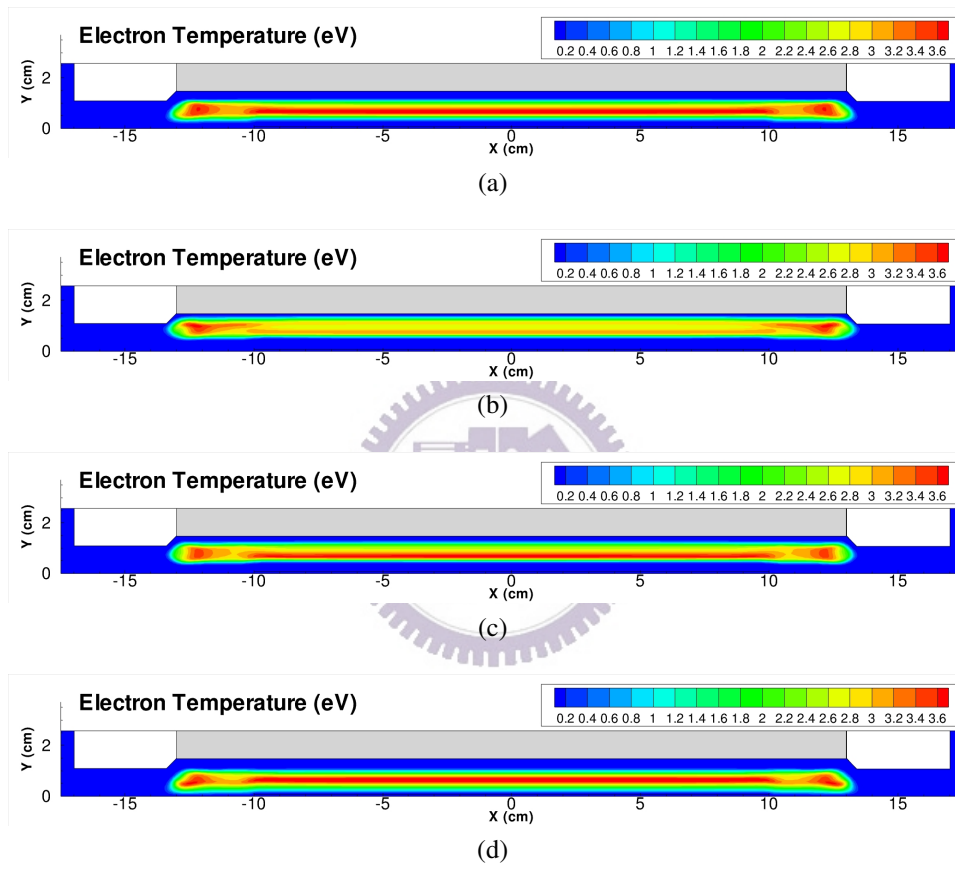 Electron Temperature (eV)
0.2 0.4 0.6 0.8 1 1.2 1.4 1.6 1.8 2 2.2 2.4 2.6 2.8 3 3.2 3.4 3.6
Y (cm)
2
0
-15 -10 -5 0 5 10 15
X (cm)
(a)
Electron Temperature (eV)
0.2 0.4 0.6 0.8 1 1.2 1.4 1.6 1.8 2 2.2 2.4 2.6 2.8 3 3.2 3.4 3.6
Y (cm)
2
0
-15 -10 -5 0 5 10 15
X (cm)
(b)
Electron Temperature (eV)
0.2 0.4 0.6 0.8 1 1.2 1.4 1.6 1.8 2 2.2 2.4 2.6 2.8 3 3.2 3.4 3.6
Y (cm)
2
0
-15 -10 -5 0 5 10 15
X (cm)
(c)
Electron Temperature (eV)
0.2 0.4 0.6 0.8 1 1.2 1.4 1.6 1.8 2 2.2 2.4 2.6 2.8 3 3.2 3.4 3.6
Y (cm)
2
0
-15 -10 -5 0 5 10 15
X (cm)
(d)